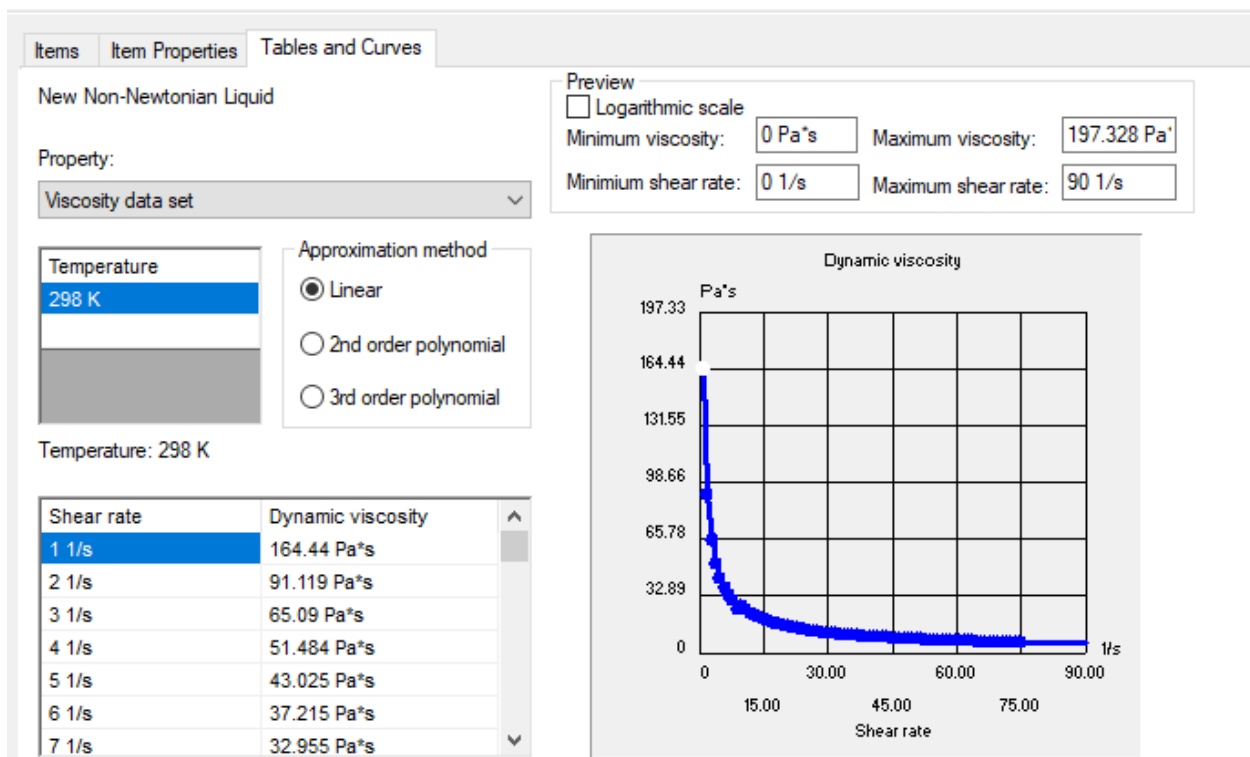 Items Item Properties Tables and Curves
New Non-Newtonian Liquid
Property:
Viscosity data set
Preview
Logarithmic scale
Minimum viscosity: 0 Pa*s Maximum viscosity: 197.328 Pa*
Minimium shear rate: 0 1/s Maximum shear rate: 90 1/s
Temperature
298 K
Approximation method
Linear
2nd order polynomial
3rd order polynomial
Temperature: 298 K
Shear rate Dynamic viscosity
1 1/s 164.44 Pa*s
2 1/s 91.119 Pa*s
3 1/s 65.09 Pa*s
4 1/s 51.484 Pa*s
5 1/s 43.025 Pa*s
6 1/s 37.215 Pa*s
7 1/s 32.955 Pa*s
Dynamic viscosity
Pa*s
197.33
164.44
131.55
98.66
65.78
32.89
0
1/s
0 30.00 60.00 90.00
15.00 45.00 75.00
Shear rate